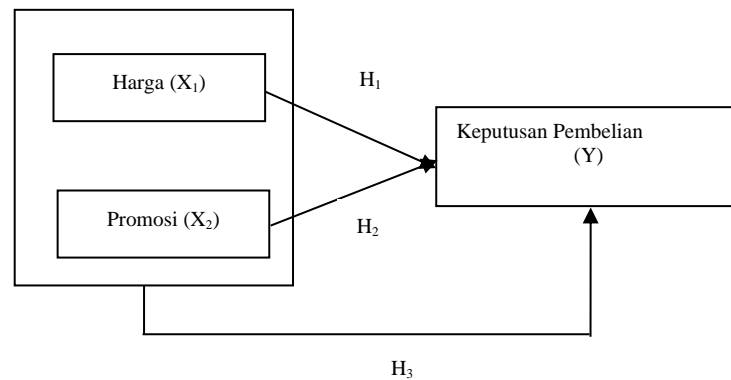 Harga (X₁)
H₁
Keputusan Pembelian
(Y)
Promosi (X₂)
H₂
H₃